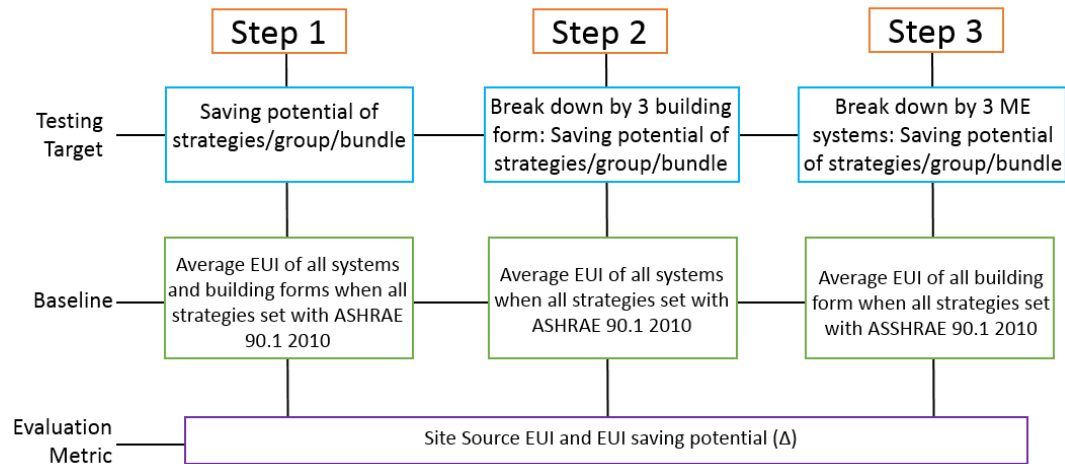 Step 1
Step 2
Step 3
Testing
Target
Saving potential of
strategies/group/bundle
Break down by 3 building
form: Saving potential of
strategies/group/bundle
Break down by 3 ME
systems: Saving potential
of strategies/group/bundle
Baseline
Average EUI of all systems
and building forms when all
strategies set with ASHRAE
90.1 2010
Average EUI of all systems
when all strategies set with
ASHRAE 90.1 2010
Average EUI of all building
form when all strategies set
with ASSHRAE 90.1 2010
Evaluation
Metric
Site Source EUI and EUI saving potential (Δ)